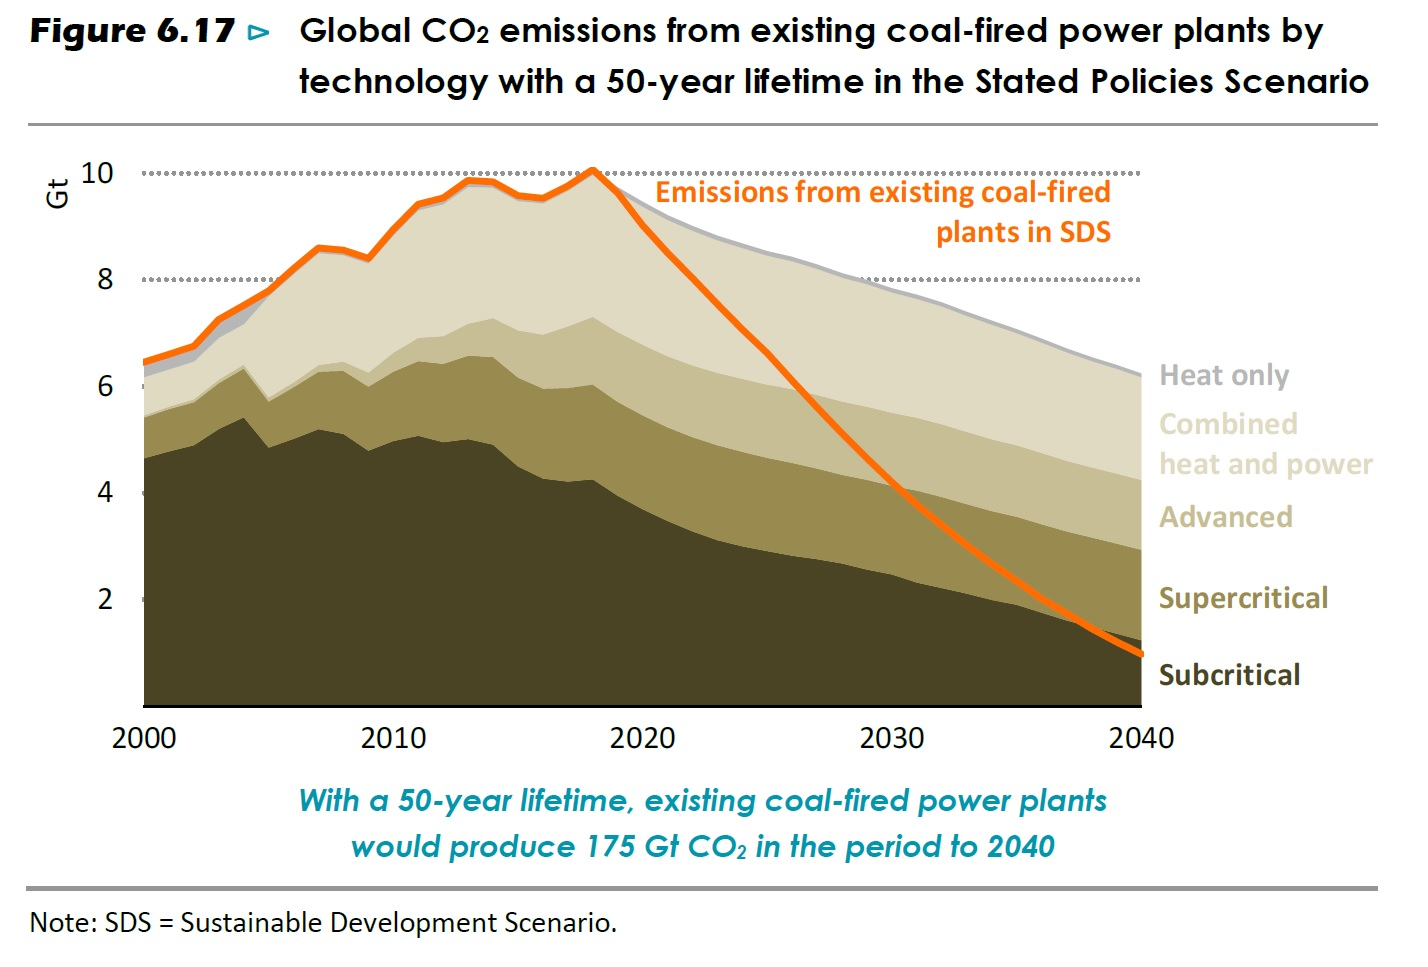 Figure 6.17 ▷ Global CO₂ emissions from existing coal-fired power plants by
technology with a 50-year lifetime in the Stated Policies Scenario
Gt
10
8
6
4
2
Emissions from existing coal-fired
plants in SDS
Heat only
Combined
heat and power
Advanced
Supercritical
Subcritical
2000 2010 2020 2030 2040
With a 50-year lifetime, existing coal-fired power plants
would produce 175 Gt CO₂ in the period to 2040
Note: SDS = Sustainable Development Scenario.